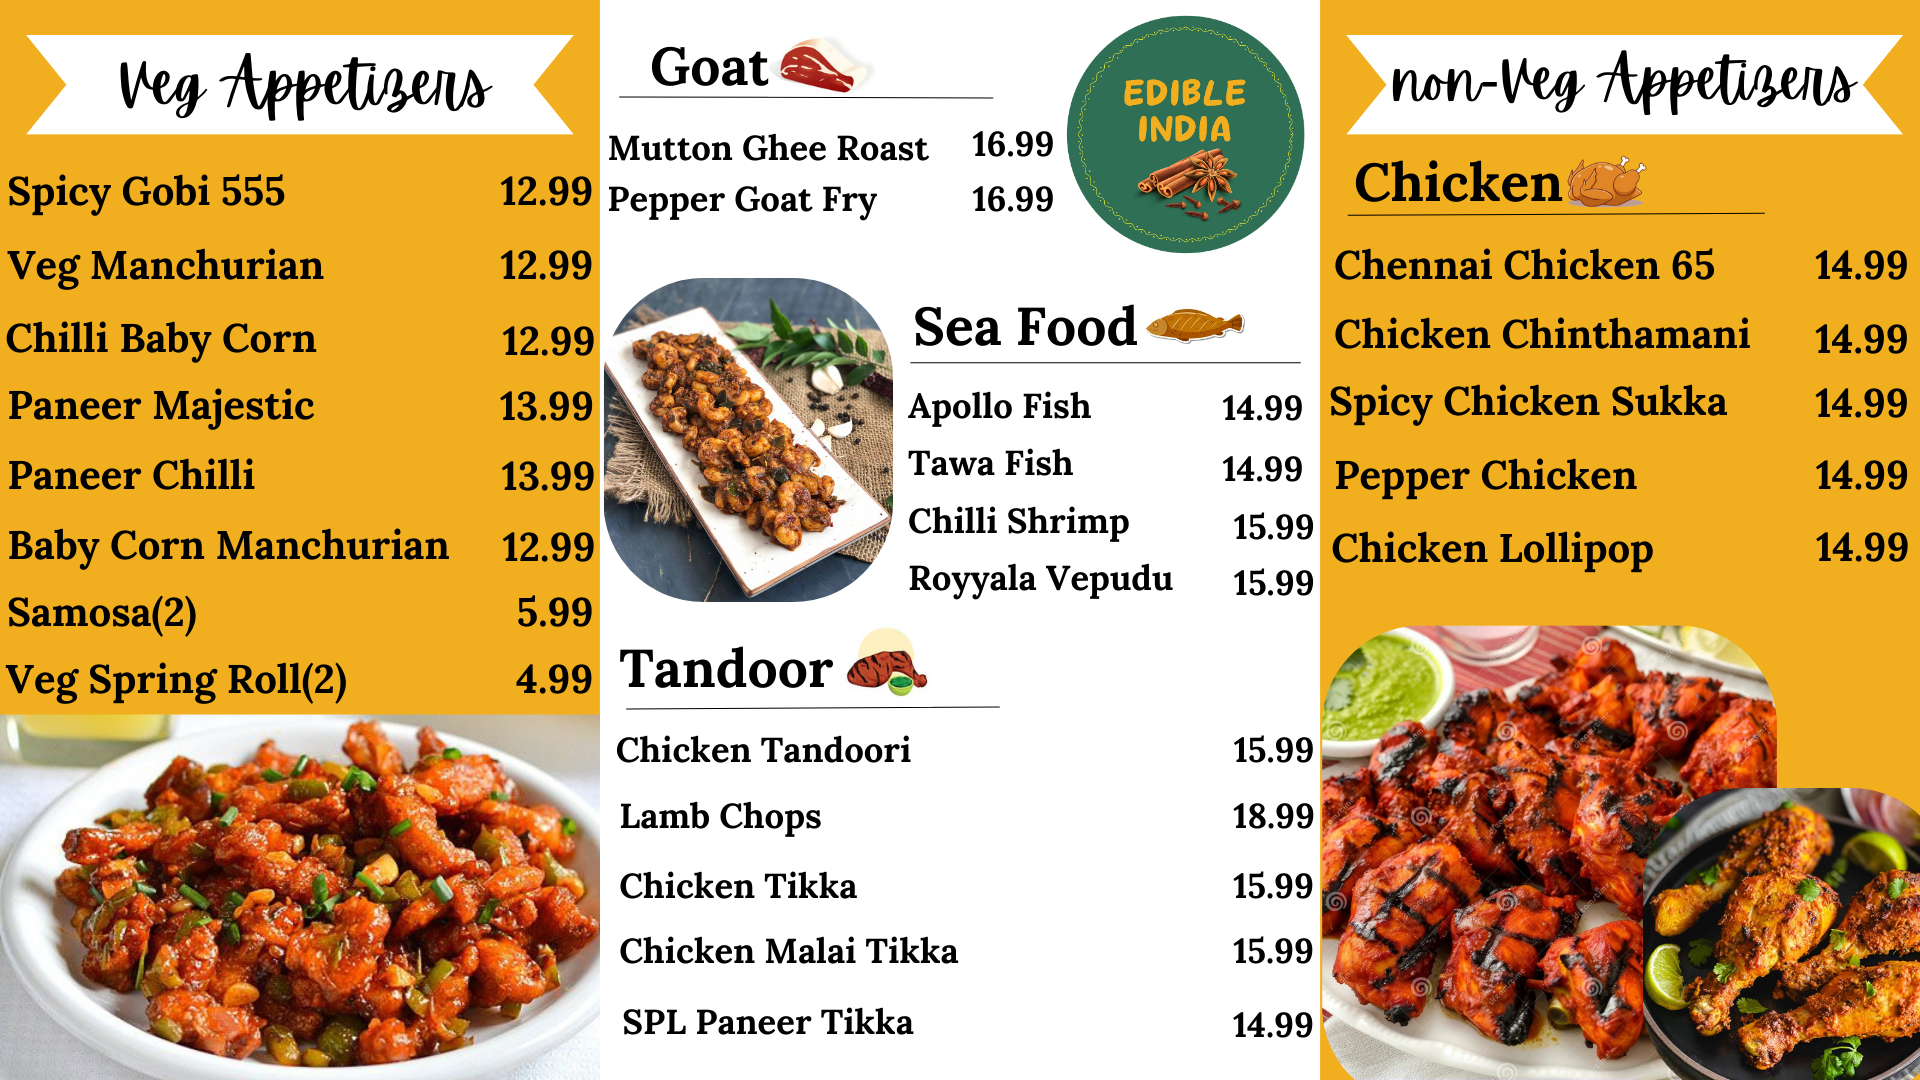 Veg Appetizers
Spicy Gobi 555 12.99
Veg Manchurian 12.99
Chilli Baby Corn 12.99
Paneer Majestic 13.99
Paneer Chilli 13.99
Baby Corn Manchurian 12.99
Samosa(2) 5.99
Veg Spring Roll(2) 4.99
Goat
Mutton Ghee Roast 16.99
Pepper Goat Fry 16.99
EDIBLE
INDIA
Sea Food
Apollo Fish 14.99
Tawa Fish 14.99
Chilli Shrimp 15.99
Royyala Vepudu 15.99
Tandoor
Chicken Tandoori 15.99
Lamb Chops 18.99
Chicken Tikka 15.99
Chicken Malai Tikka 15.99
SPL Paneer Tikka 14.99
non-Veg Appetizers
Chicken
Chennai Chicken 65 14.99
Chicken Chinthamani 14.99
Spicy Chicken Sukka 14.99
Pepper Chicken 14.99
Chicken Lollipop 14.99